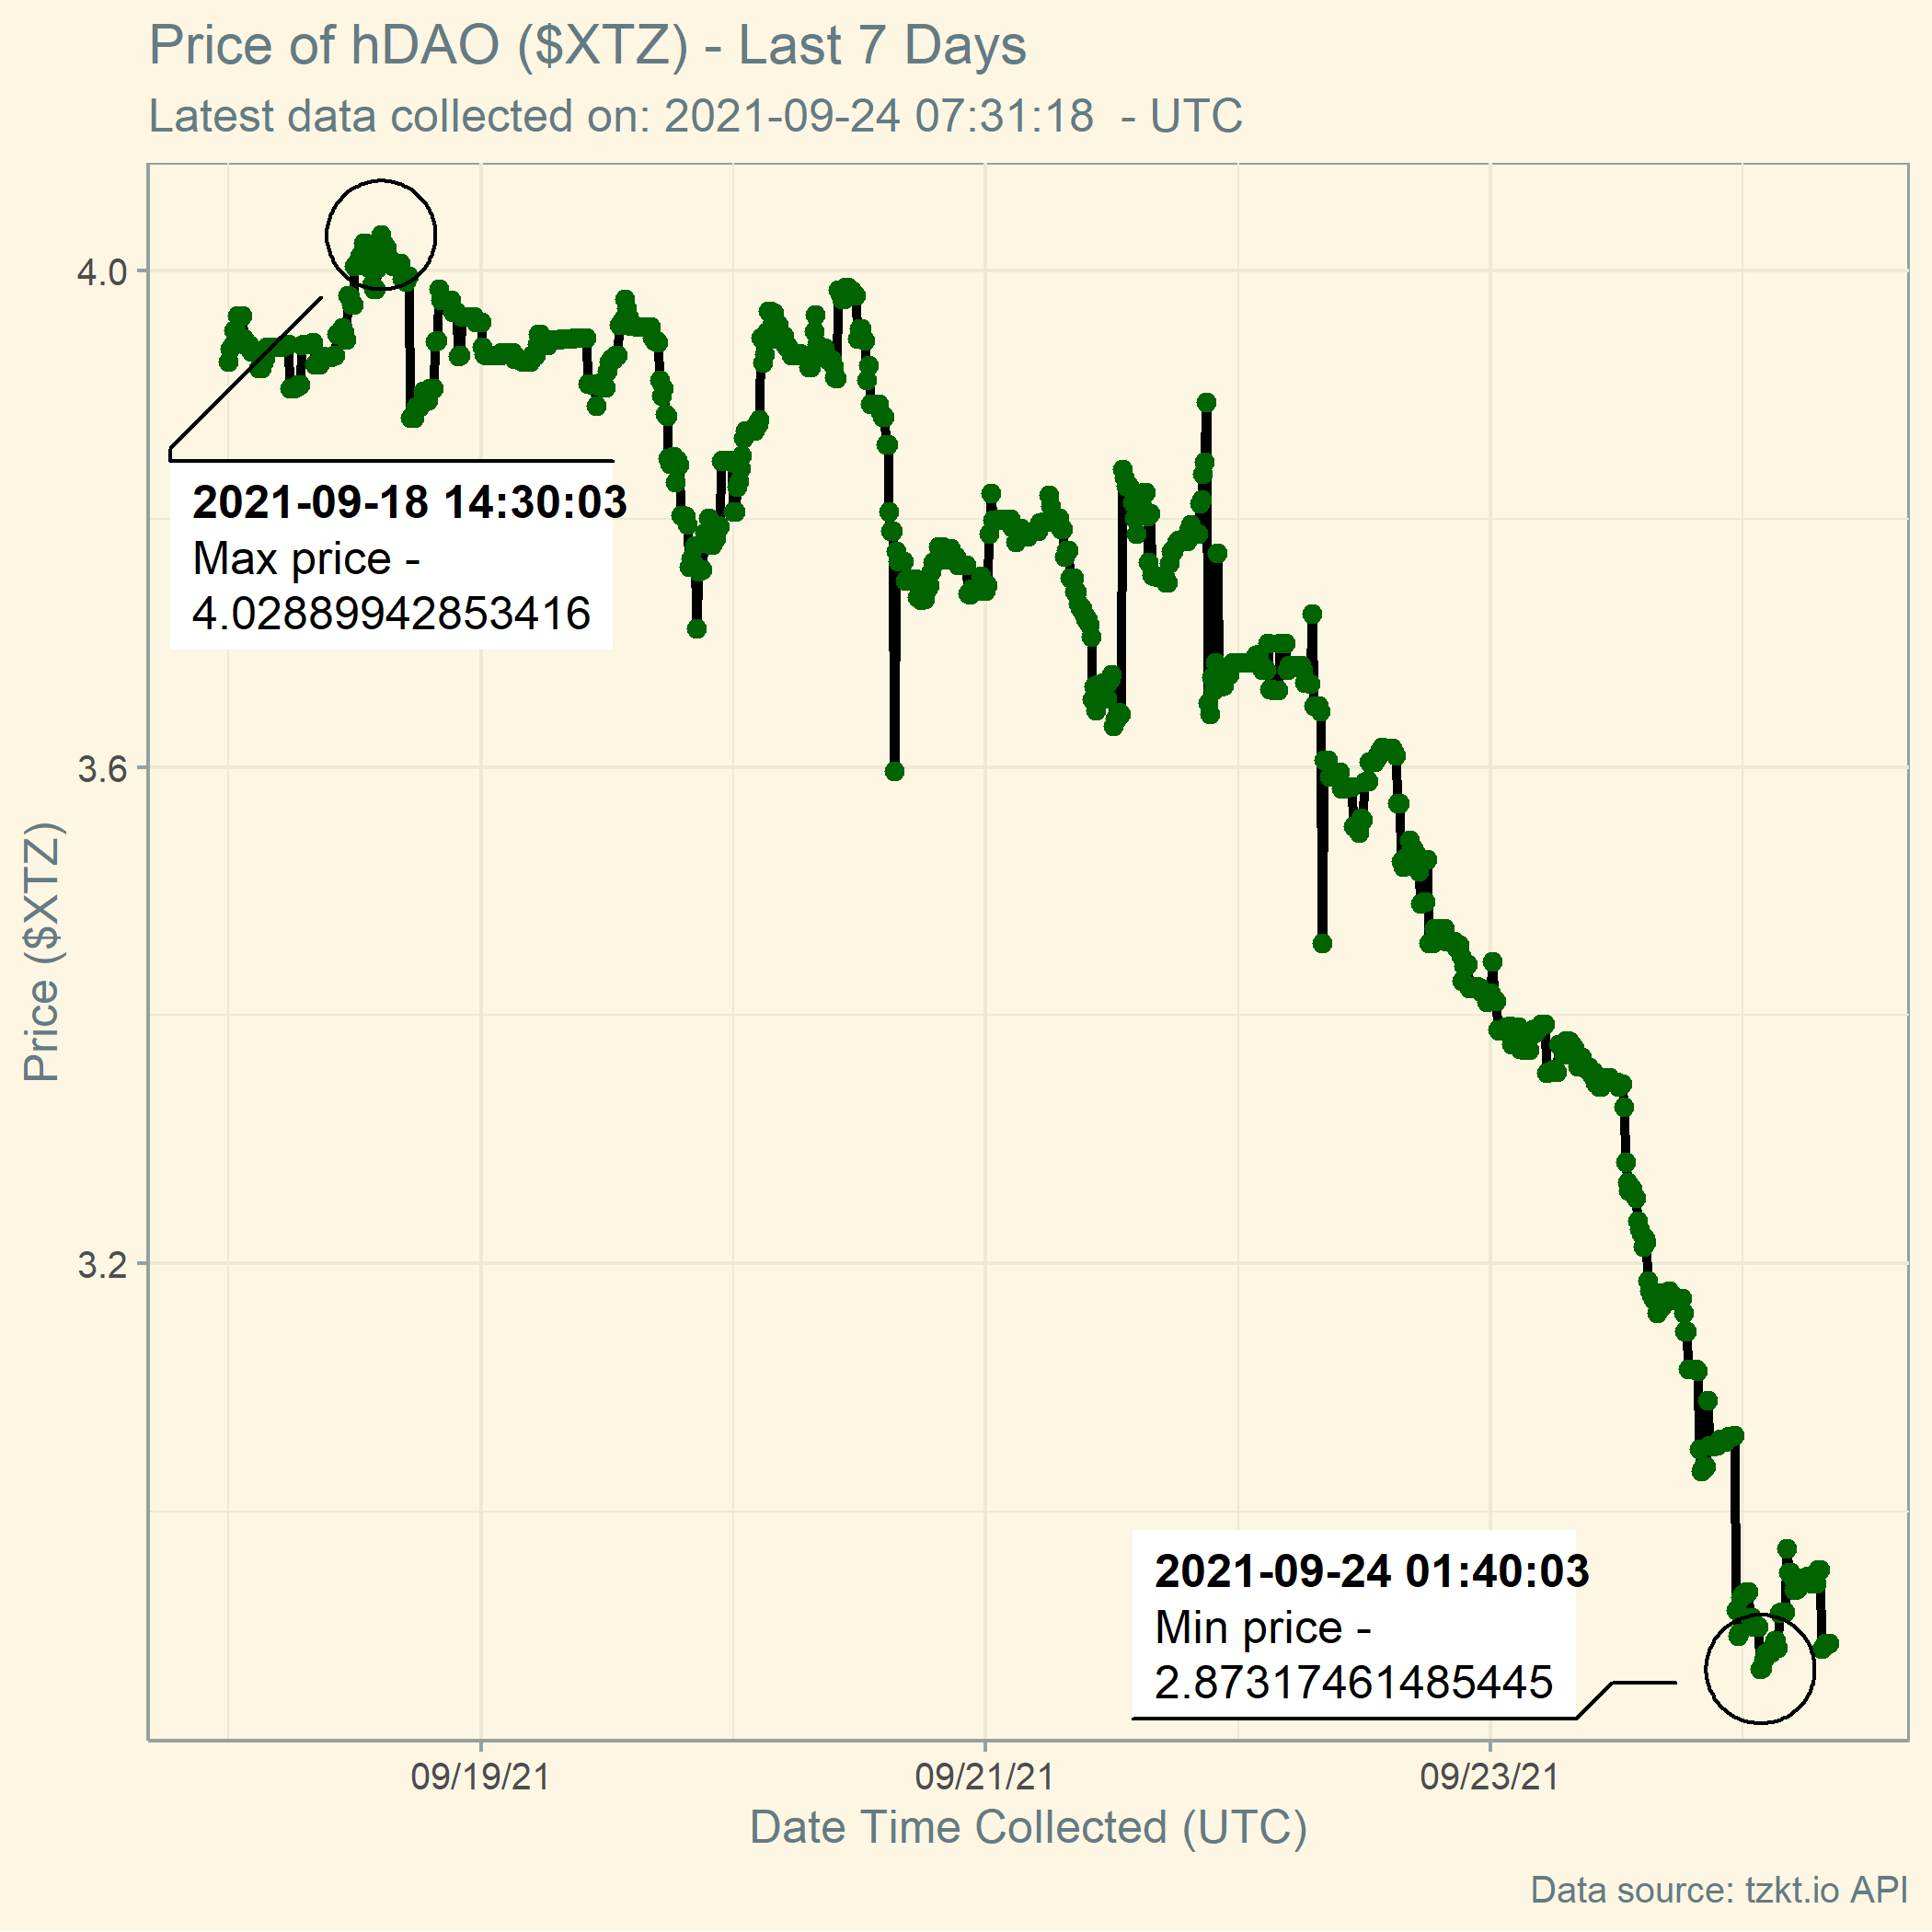 Price of hDAO ($XTZ) - Last 7 Days
Latest data collected on: 2021-09-24 07:31:18  - UTC
4.0
3.6
3.2
Price ($XTZ)
2021-09-18 14:30:03
Max price -
4.02889942853416
2021-09-24 01:40:03
Min price -
2.87317461485445
09/19/21
09/21/21
09/23/21
Date Time Collected (UTC)
Data source: tzkt.io API